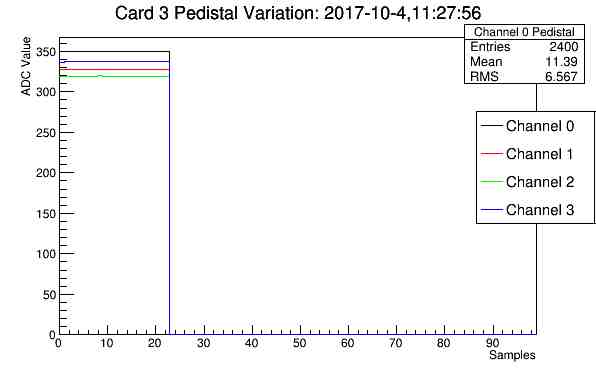 Card 3 Pedistal Variation: 2017-10-4,11:27:56
Channel 0 Pedistal
Entries 2400
Mean 11.39
RMS 6.567
ADC Value
350
300
250
200
150
100
50
0
Channel 0
Channel 1
Channel 2
Channel 3
0 10 20 30 40 50 60 70 80 90
Samples